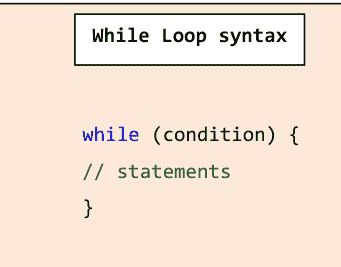 While Loop syntax
while (condition) {
// statements
}